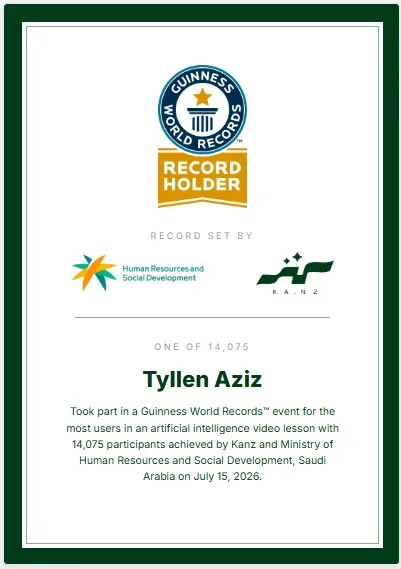 GUINNESS
WORLD RECORDS
™
RECORD
HOLDER
RECORD SET BY
Human Resources and
Social Development
KA.NZ
ONE OF 14,075
Tyllen Aziz
Took part in a Guinness World Records™ event for the
most users in an artificial intelligence video lesson with
14,075 participants achieved by Kanz and Ministry of
Human Resources and Social Development, Saudi
Arabia on July 15, 2026.